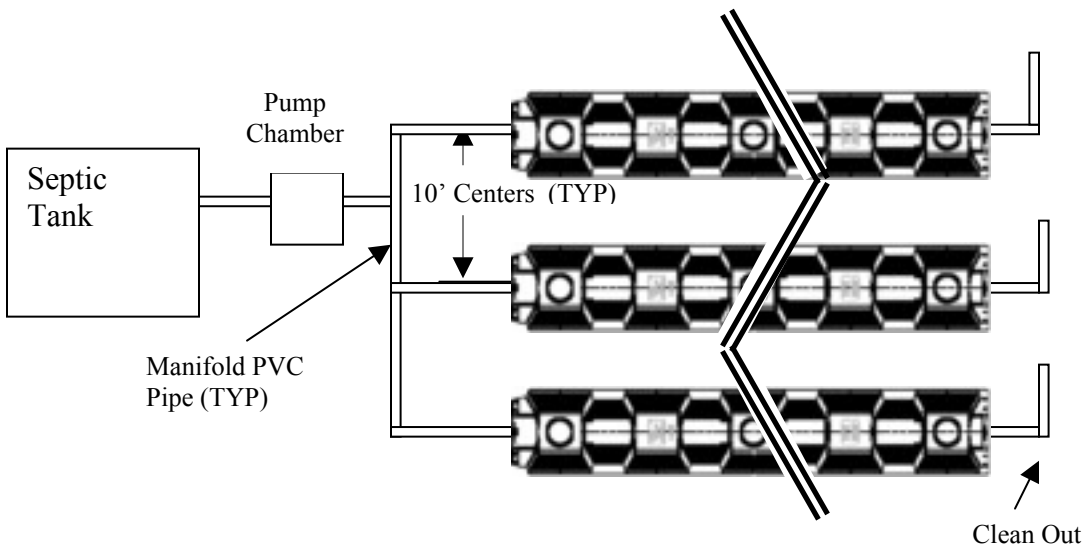 Pump
Chamber
Septic
Tank
10’ Centers (TYP)
Manifold PVC
Pipe (TYP)
Clean Out